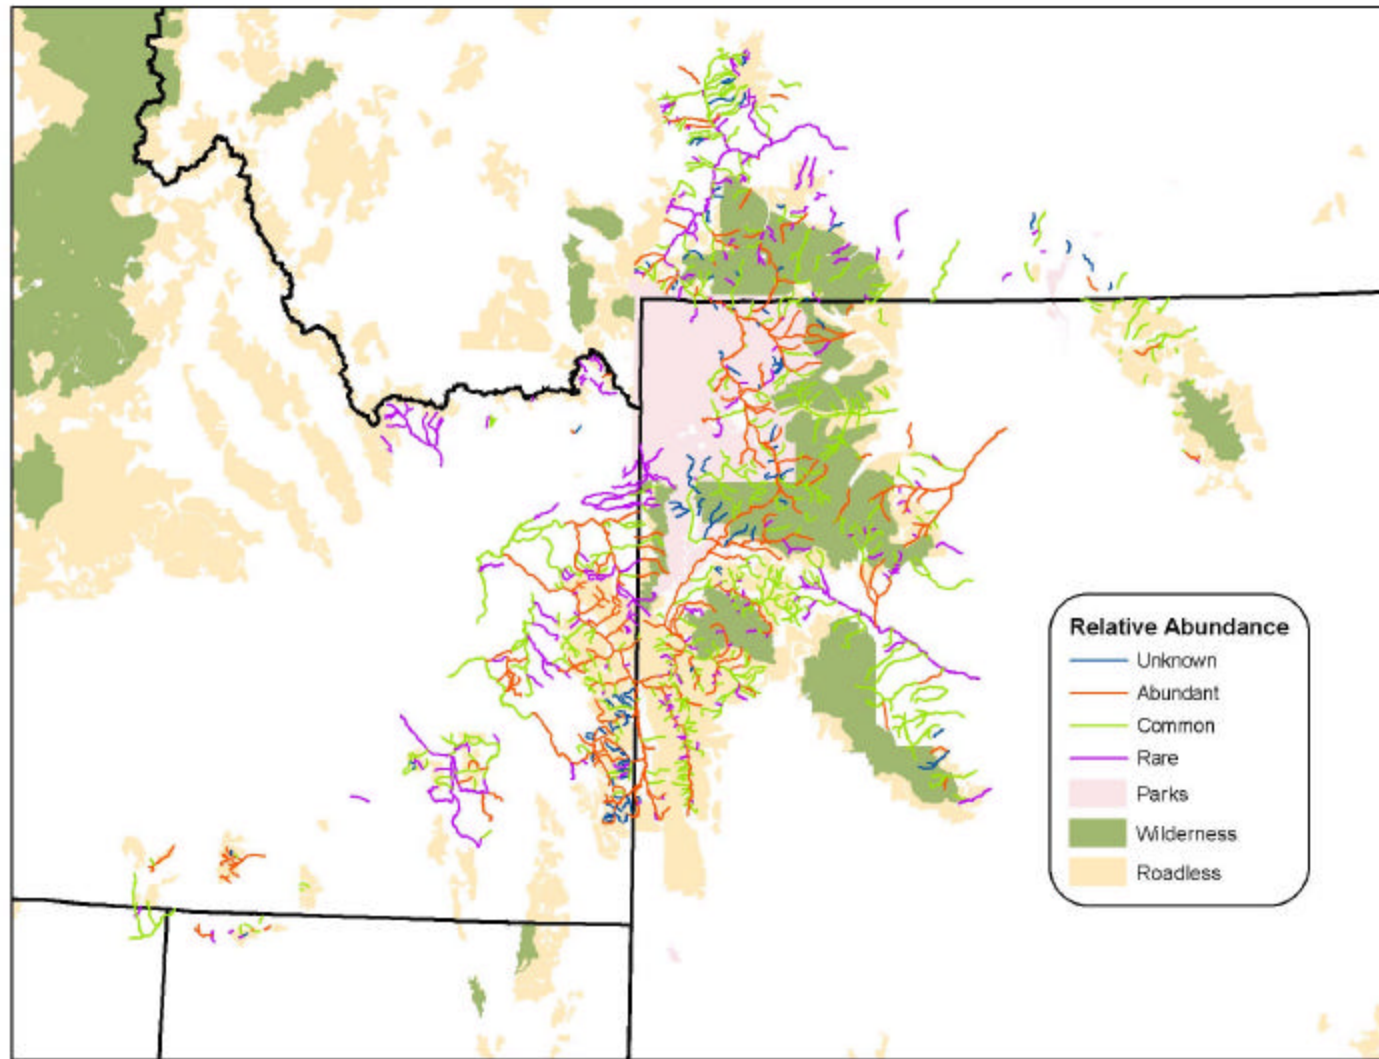 Relative Abundance
Unknown
Abundant
Common
Rare
Parks
Wilderness
Roadless